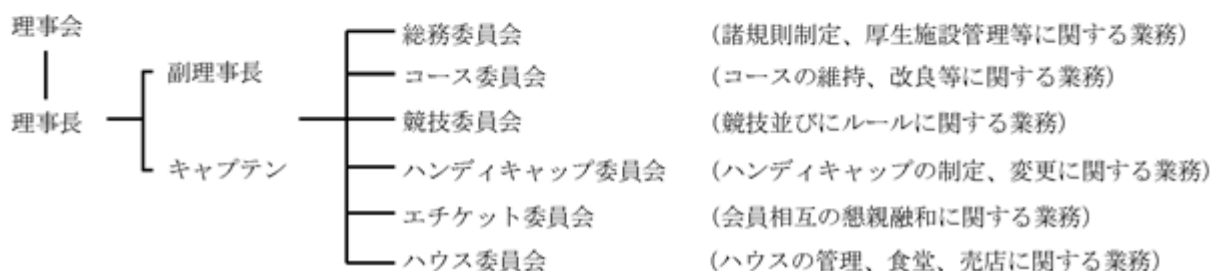 理事会
理事長
副理事長
キャプテン
総務委員会 (諸規則制定、厚生施設管理等に関する業務)
コース委員会 (コースの維持、改良等に関する業務)
競技委員会 (競技並びにルールに関する業務)
ハンディキャップ委員会 (ハンディキャップの制定、変更に関する業務)
エチケット委員会 (会員相互の懇親融和に関する業務)
ハウス委員会 (ハウスの管理、食堂、売店に関する業務)